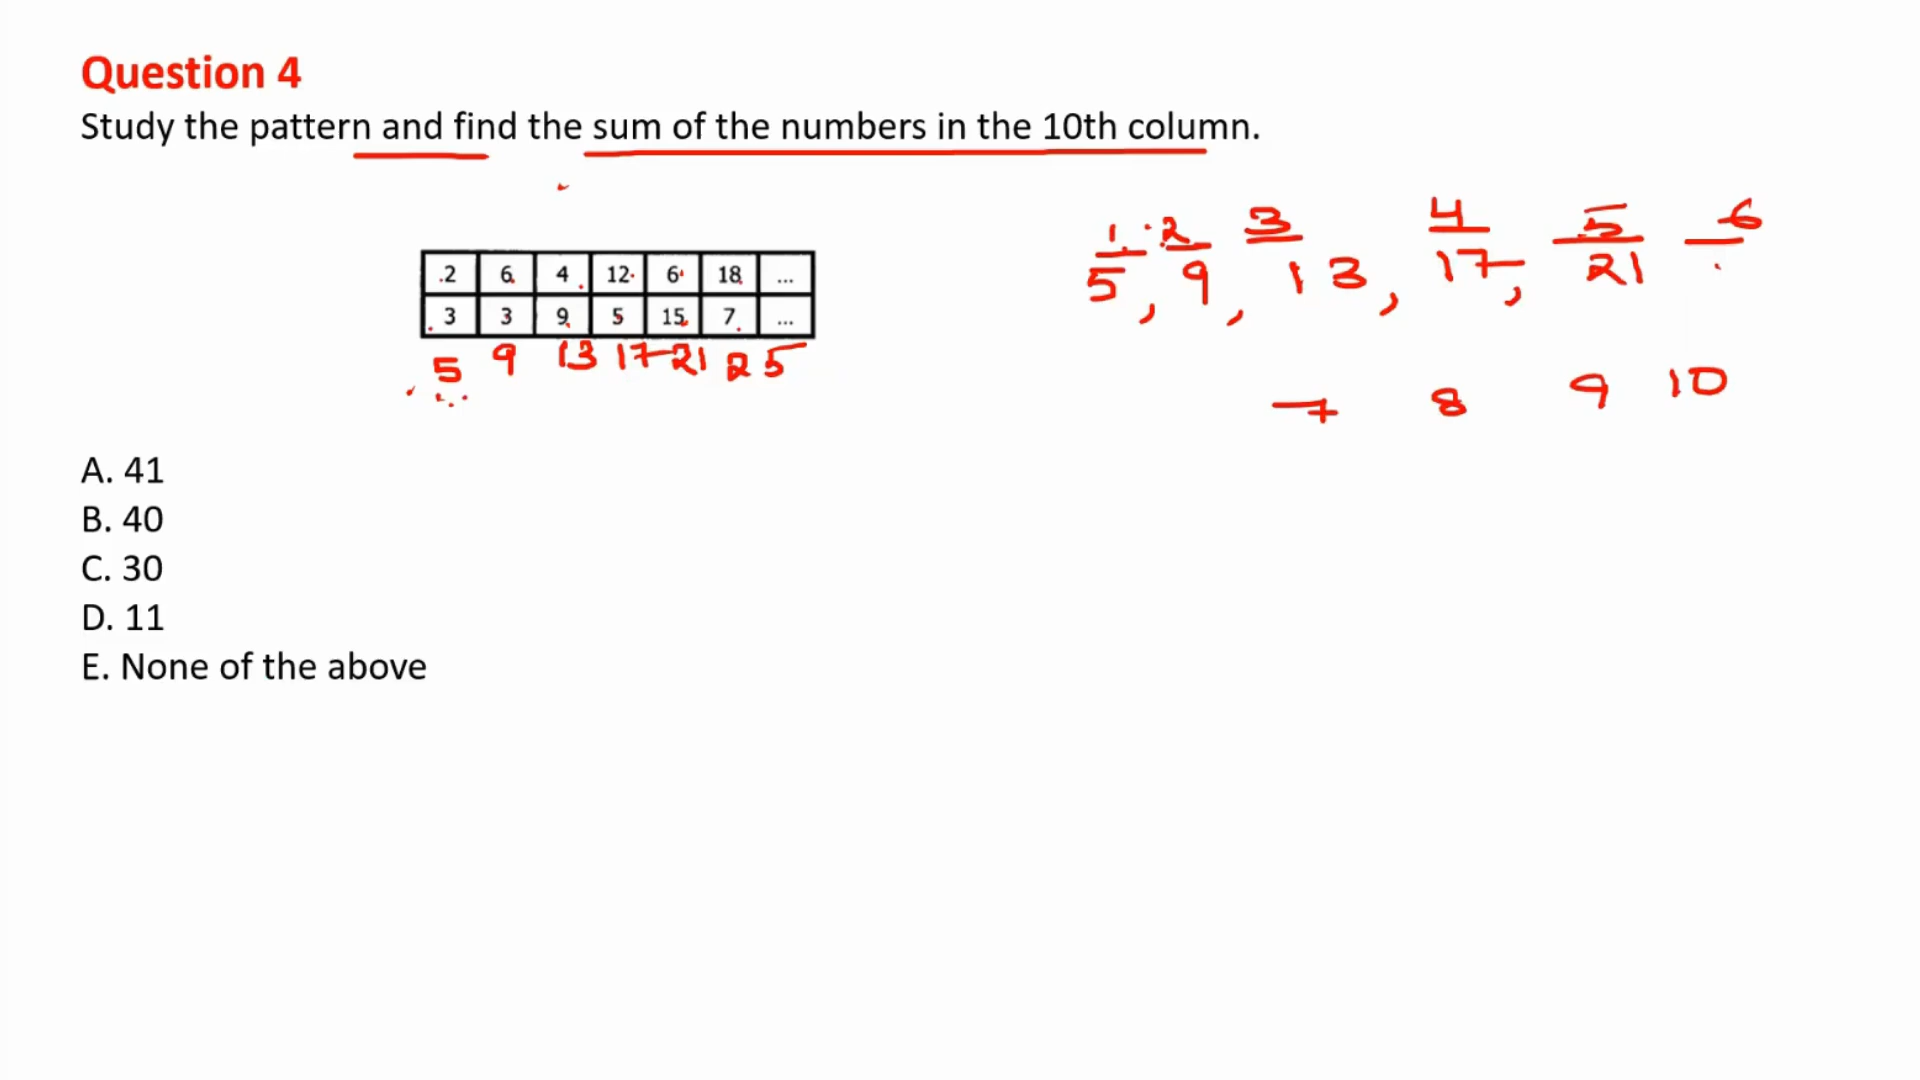 Question 4
Study the pattern and find the sum of the numbers in the 10th column.
1 2 3 4 5 6
5, 9, 13, 17, 21
2 6 4 12 6 18 ...
3 3 9 5 15 7 ...
5 9 13 17 21 25
7 8 9 10
A. 41
B. 40
C. 30
D. 11
E. None of the above